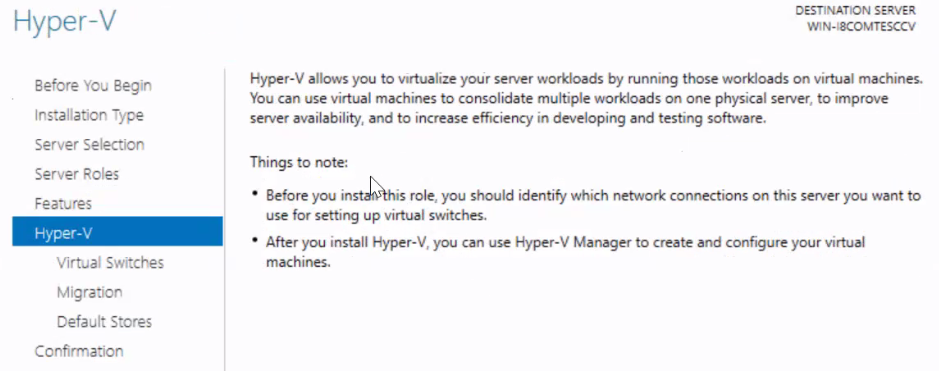 Hyper-V
DESTINATION SERVER
WIN-I8COMTESCCV
Before You Begin
Installation Type
Server Selection
Server Roles
Features
Hyper-V
Virtual Switches
Migration
Default Stores
Confirmation
Hyper-V allows you to virtualize your server workloads by running those workloads on virtual machines.
You can use virtual machines to consolidate multiple workloads on one physical server, to improve
server availability, and to increase efficiency in developing and testing software.
Things to note:
• Before you install this role, you should identify which network connections on this server you want to
use for setting up virtual switches.
• After you install Hyper-V, you can use Hyper-V Manager to create and configure your virtual
machines.